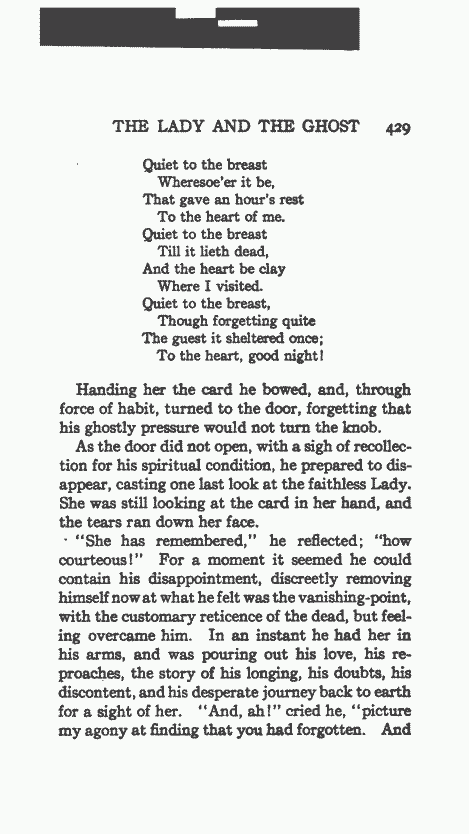 THE LADY AND THE GHOST 429
Quiet to the breast
Wheresoe'er it be,
That gave an hour's rest
To the heart of me.
Quiet to the breast
Till it lieth dead,
And the heart be clay
Where I visited.
Quiet to the breast,
Though forgetting quite
The guest it sheltered once;
To the heart, good night!
Handing her the card he bowed, and, through
force of habit, turned to the door, forgetting that
his ghostly pressure would not turn the knob.
As the door did not open, with a sigh of recollec-
tion for his spiritual condition, he prepared to dis-
appear, casting one last look at the faithless Lady.
She was still looking at the card in her hand, and
the tears ran down her face.
"She has remembered," he reflected; "how
courteous!" For a moment it seemed he could
contain his disappointment, discreetly removing
himself now at what he felt was the vanishing-point,
with the customary reticence of the dead, but feel-
ing overcame him. In an instant he had her in
his arms, and was pouring out his love, his re-
proaches, the story of his longing, his doubts, his
discontent, and his desperate journey back to earth
for a sight of her. "And, ah!" cried he, "picture
my agony at finding that you had forgotten. And